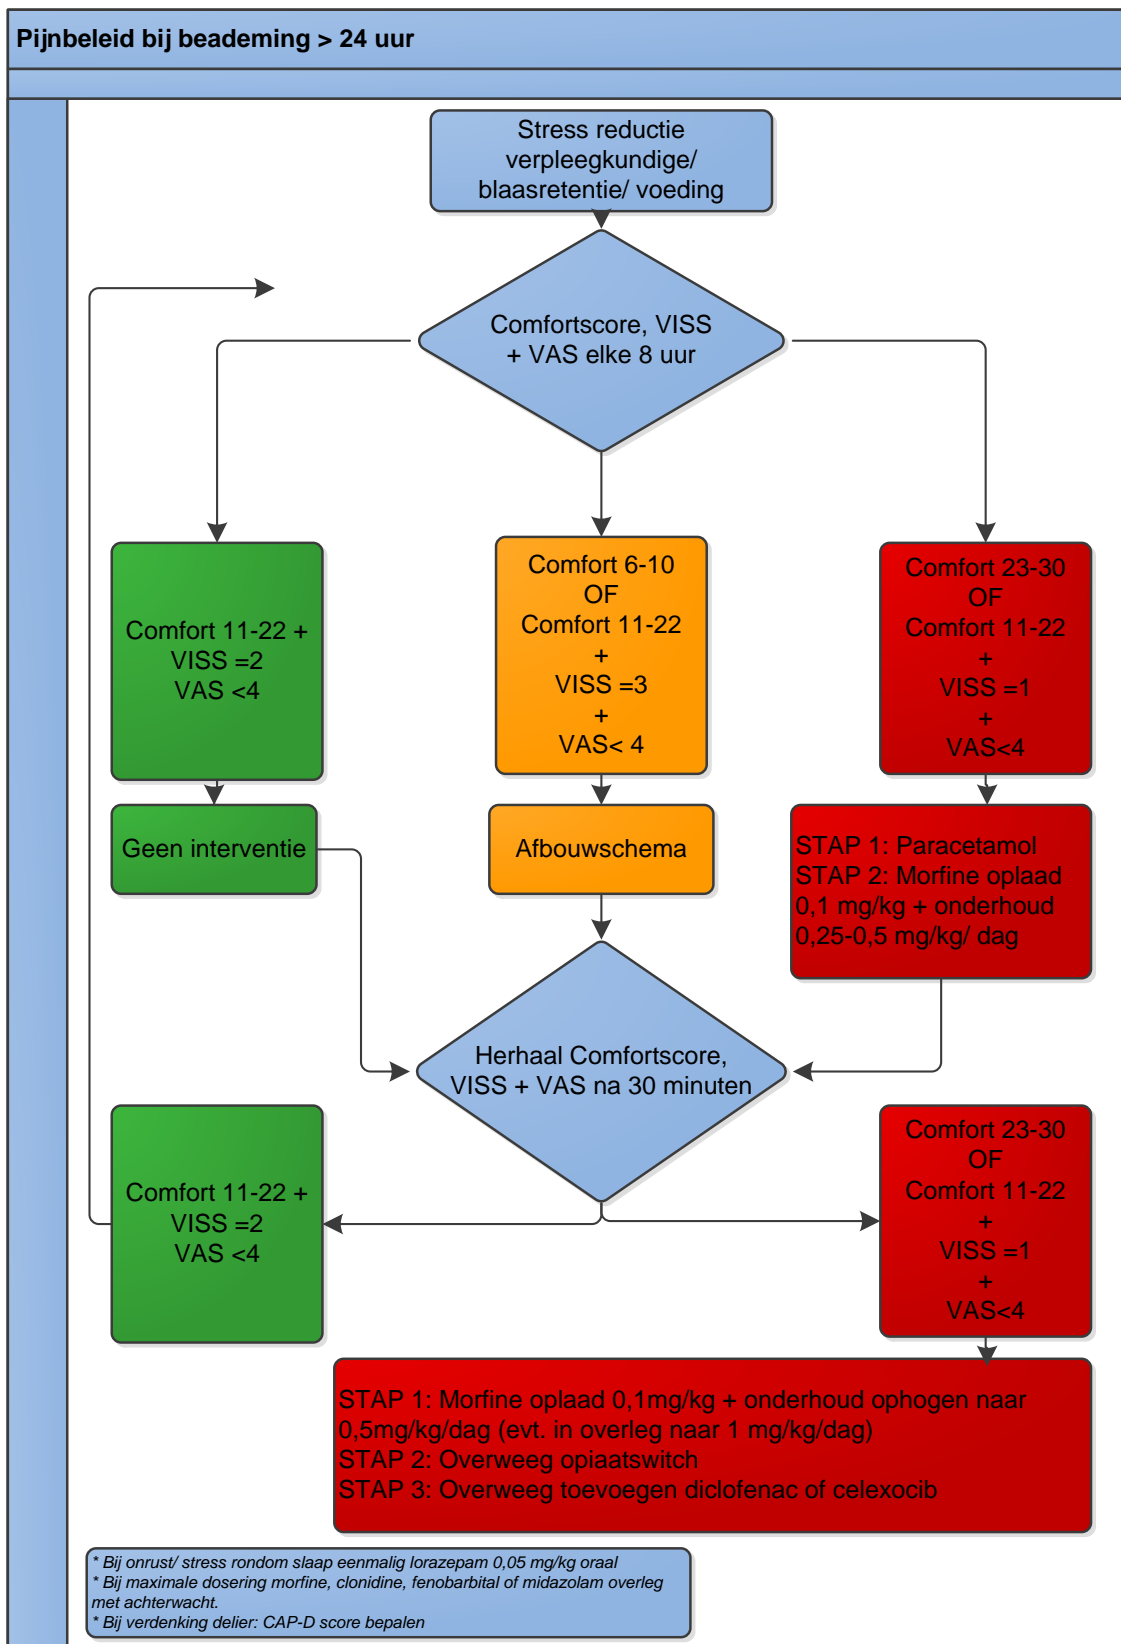 Pijnbeleid bij beademing > 24 uur
Stress reductie
verpleegkundige/
blaasretentie/ voeding
Comfortscore, VISS
+ VAS elke 8 uur
Comfort 11-22 +
VISS =2
VAS <4
Comfort 6-10
OF
Comfort 11-22
+
VISS =3
+
VAS< 4
Comfort 23-30
OF
Comfort 11-22
+
VISS =1
+
VAS<4
Geen interventie
Afbouwschema
STAP 1: Paracetamol
STAP 2: Morfine oplaad
0,1 mg/kg + onderhoud
0,25-0,5 mg/kg/ dag
Herhaal Comfortscore,
VISS + VAS na 30 minuten
Comfort 11-22 +
VISS =2
VAS <4
Comfort 23-30
OF
Comfort 11-22
+
VISS =1
+
VAS<4
STAP 1: Morfine oplaad 0,1mg/kg + onderhoud ophogen naar
0,5mg/kg/dag (evt. in overleg naar 1 mg/kg/dag)
STAP 2: Overweeg opiaatswitch
STAP 3: Overweeg toevoegen diclofenac of celexocib
* Bij onrust/ stress rondom slaap eenmalig lorazepam 0,05 mg/kg oraal
* Bij maximale dosering morfine, clonidine, fenobarbital of midazolam overleg
met achterwacht.
* Bij verdenking delier: CAP-D score bepalen